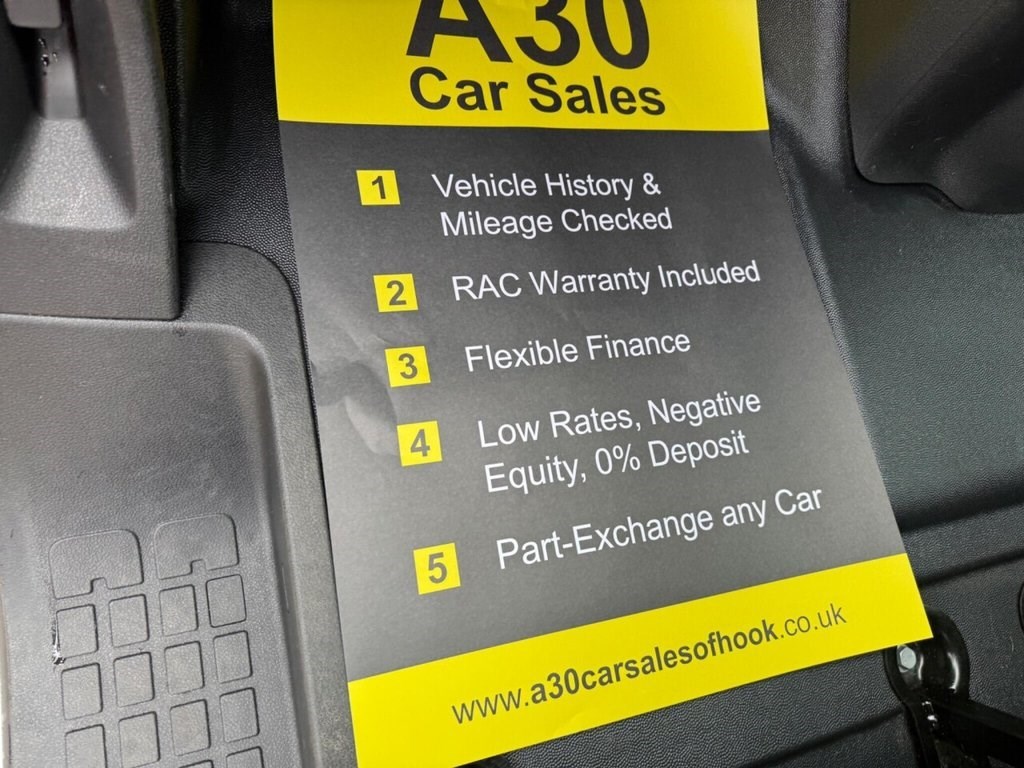 A30
Car Sales
1 Vehicle History &
Mileage Checked
2 RAC Warranty Included
3 Flexible Finance
4 Low Rates, Negative
Equity, 0% Deposit
5 Part-Exchange any Car
www.a30carsalesofhook.co.uk